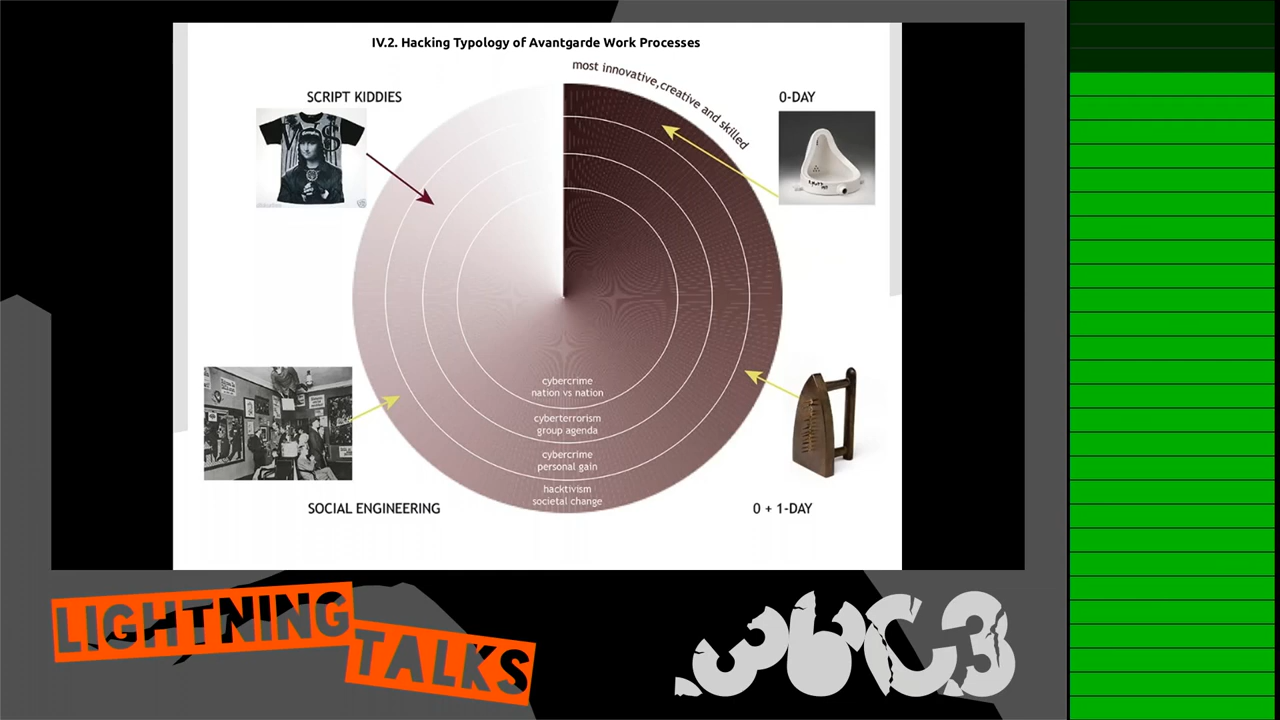 IV.2. Hacking Typology of Avantgarde Work Processes
most innovative, creative and skilled
SCRIPT KIDDIES
0-DAY
cybercrime
nation vs nation
cyberterrorism
group agenda
cybercrime
personal gain
hacktivism
societal change
SOCIAL ENGINEERING
0 + 1-DAY
LIGHTNING
TALKS
36C3